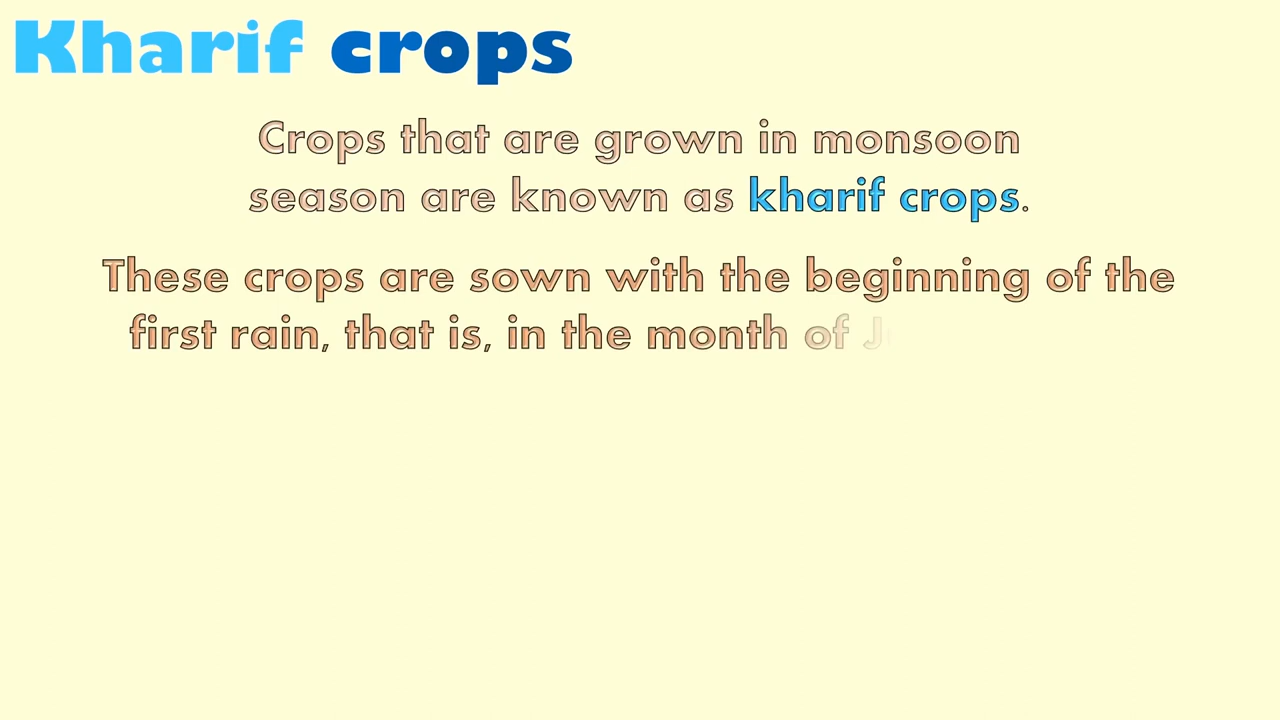 Kharif crops
Crops that are grown in monsoon
season are known as kharif crops.
These crops are sown with the beginning of the
first rain, that is, in the month of